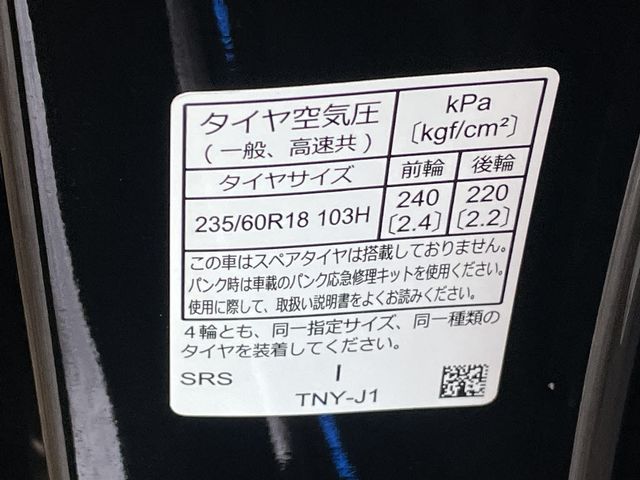 タイヤ空気圧
(一般、高速共)
kPa
〔kgf/cm²〕
タイヤサイズ
前輪
後輪
235/60R18 103H
240
〔2.4〕
220
〔2.2〕
この車はスペアタイヤは搭載しておりません。
パンク時は車載のパンク応急修理キットを使用ください。
使用に際して、取扱い説明書をよくお読みください。
4輪とも、同一指定サイズ、同一種類の
タイヤを装着してください。
SRS
I
TNY-J1